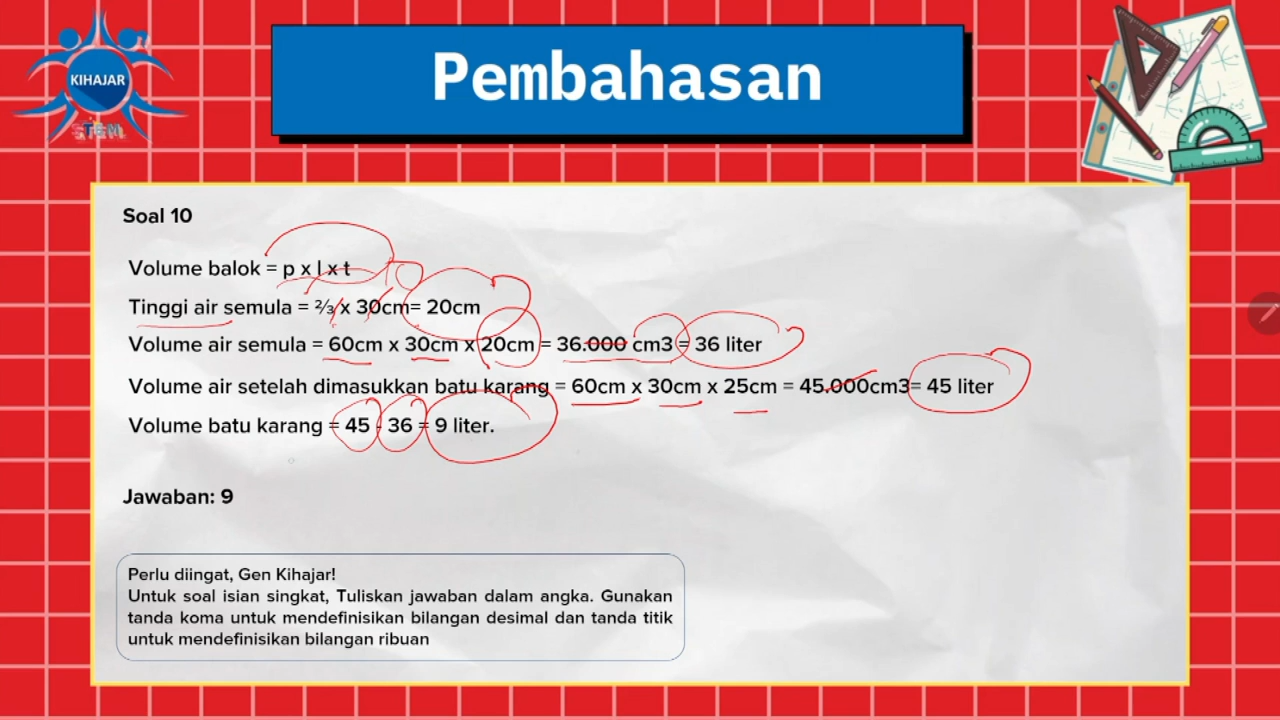 KIHAJAR
STEM
Pembahasan
Soal 10
Volume balok = p x l x t
10
Tinggi air semula = ⅔ x 30cm= 20cm
Volume air semula = 60cm x 30cm x 20cm = 36.000 cm3 = 36 liter
Volume air setelah dimasukkan batu karang = 60cm x 30cm x 25cm = 45.000cm3= 45 liter
Volume batu karang = 45 - 36 = 9 liter.
Jawaban: 9
Perlu diingat, Gen Kihajar!
Untuk soal isian singkat, Tuliskan jawaban dalam angka. Gunakan
tanda koma untuk mendefinisikan bilangan desimal dan tanda titik
untuk mendefinisikan bilangan ribuan